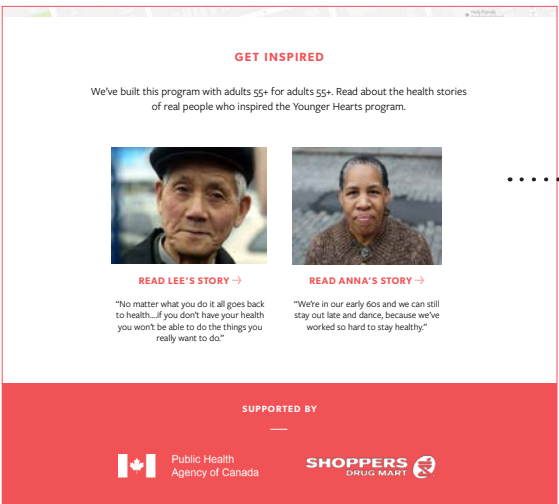 GET INSPIRED
We've built this program with adults 55+ for adults 55+. Read about the health stories
of real people who inspired the Younger Hearts program.
READ LEE'S STORY →
"No matter what you do it all goes back
to health....if you don't have your health
you won't be able to do the things you
really want to do."
READ ANNA'S STORY →
"We're in our early 60s and we can still
stay out late and dance, because we've
worked so hard to stay healthy."
SUPPORTED BY
Public Health
Agency of Canada
SHOPPERS
DRUG MART